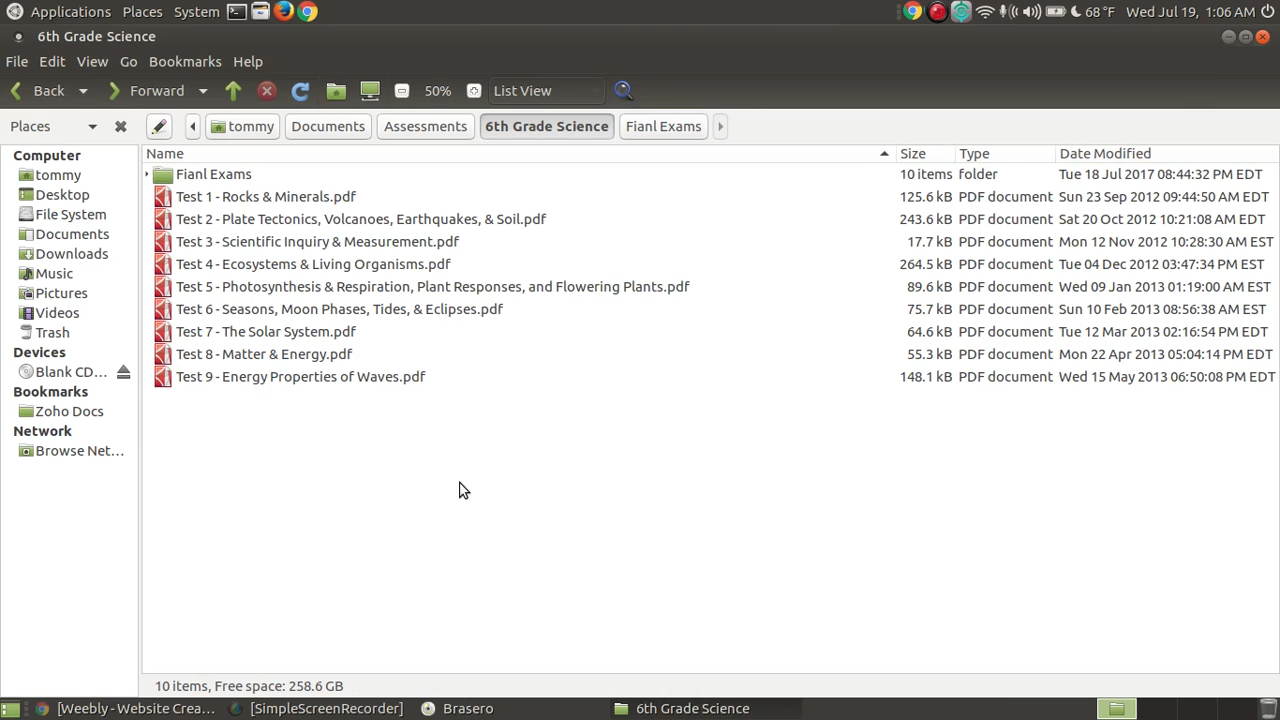 Applications Places System 68 °F Wed Jul 19, 1:06 AM
6th Grade Science
File Edit View Go Bookmarks Help
Back Forward 50% List View
Places tommy Documents Assessments 6th Grade Science Fianl Exams
Name Size Type Date Modified
Computer
tommy
Desktop
File System
Documents
Downloads
Music
Pictures
Videos
Trash
Devices
Blank CD...
Bookmarks
Zoho Docs
Network
Browse Net...
Fianl Exams 10 items folder Tue 18 Jul 2017 08:44:32 PM EDT
Test 1 - Rocks & Minerals.pdf 125.6 kB PDF document Sun 23 Sep 2012 09:44:50 AM EDT
Test 2 - Plate Tectonics, Volcanoes, Earthquakes, & Soil.pdf 243.6 kB PDF document Sat 20 Oct 2012 10:21:08 AM EDT
Test 3 - Scientific Inquiry & Measurement.pdf 17.7 kB PDF document Mon 12 Nov 2012 10:28:30 AM EST
Test 4 - Ecosystems & Living Organisms.pdf 264.5 kB PDF document Tue 04 Dec 2012 03:47:34 PM EST
Test 5 - Photosynthesis & Respiration, Plant Responses, and Flowering Plants.pdf 89.6 kB PDF document Wed 09 Jan 2013 01:19:00 AM EST
Test 6 - Seasons, Moon Phases, Tides, & Eclipses.pdf 75.7 kB PDF document Sun 10 Feb 2013 08:56:38 AM EST
Test 7 - The Solar System.pdf 64.6 kB PDF document Tue 12 Mar 2013 02:16:54 PM EDT
Test 8 - Matter & Energy.pdf 55.3 kB PDF document Mon 22 Apr 2013 05:04:14 PM EDT
Test 9 - Energy Properties of Waves.pdf 148.1 kB PDF document Wed 15 May 2013 06:50:08 PM EDT
10 items, Free space: 258.6 GB
[Weebly - Website Crea... [SimpleScreenRecorder] Brasero 6th Grade Science